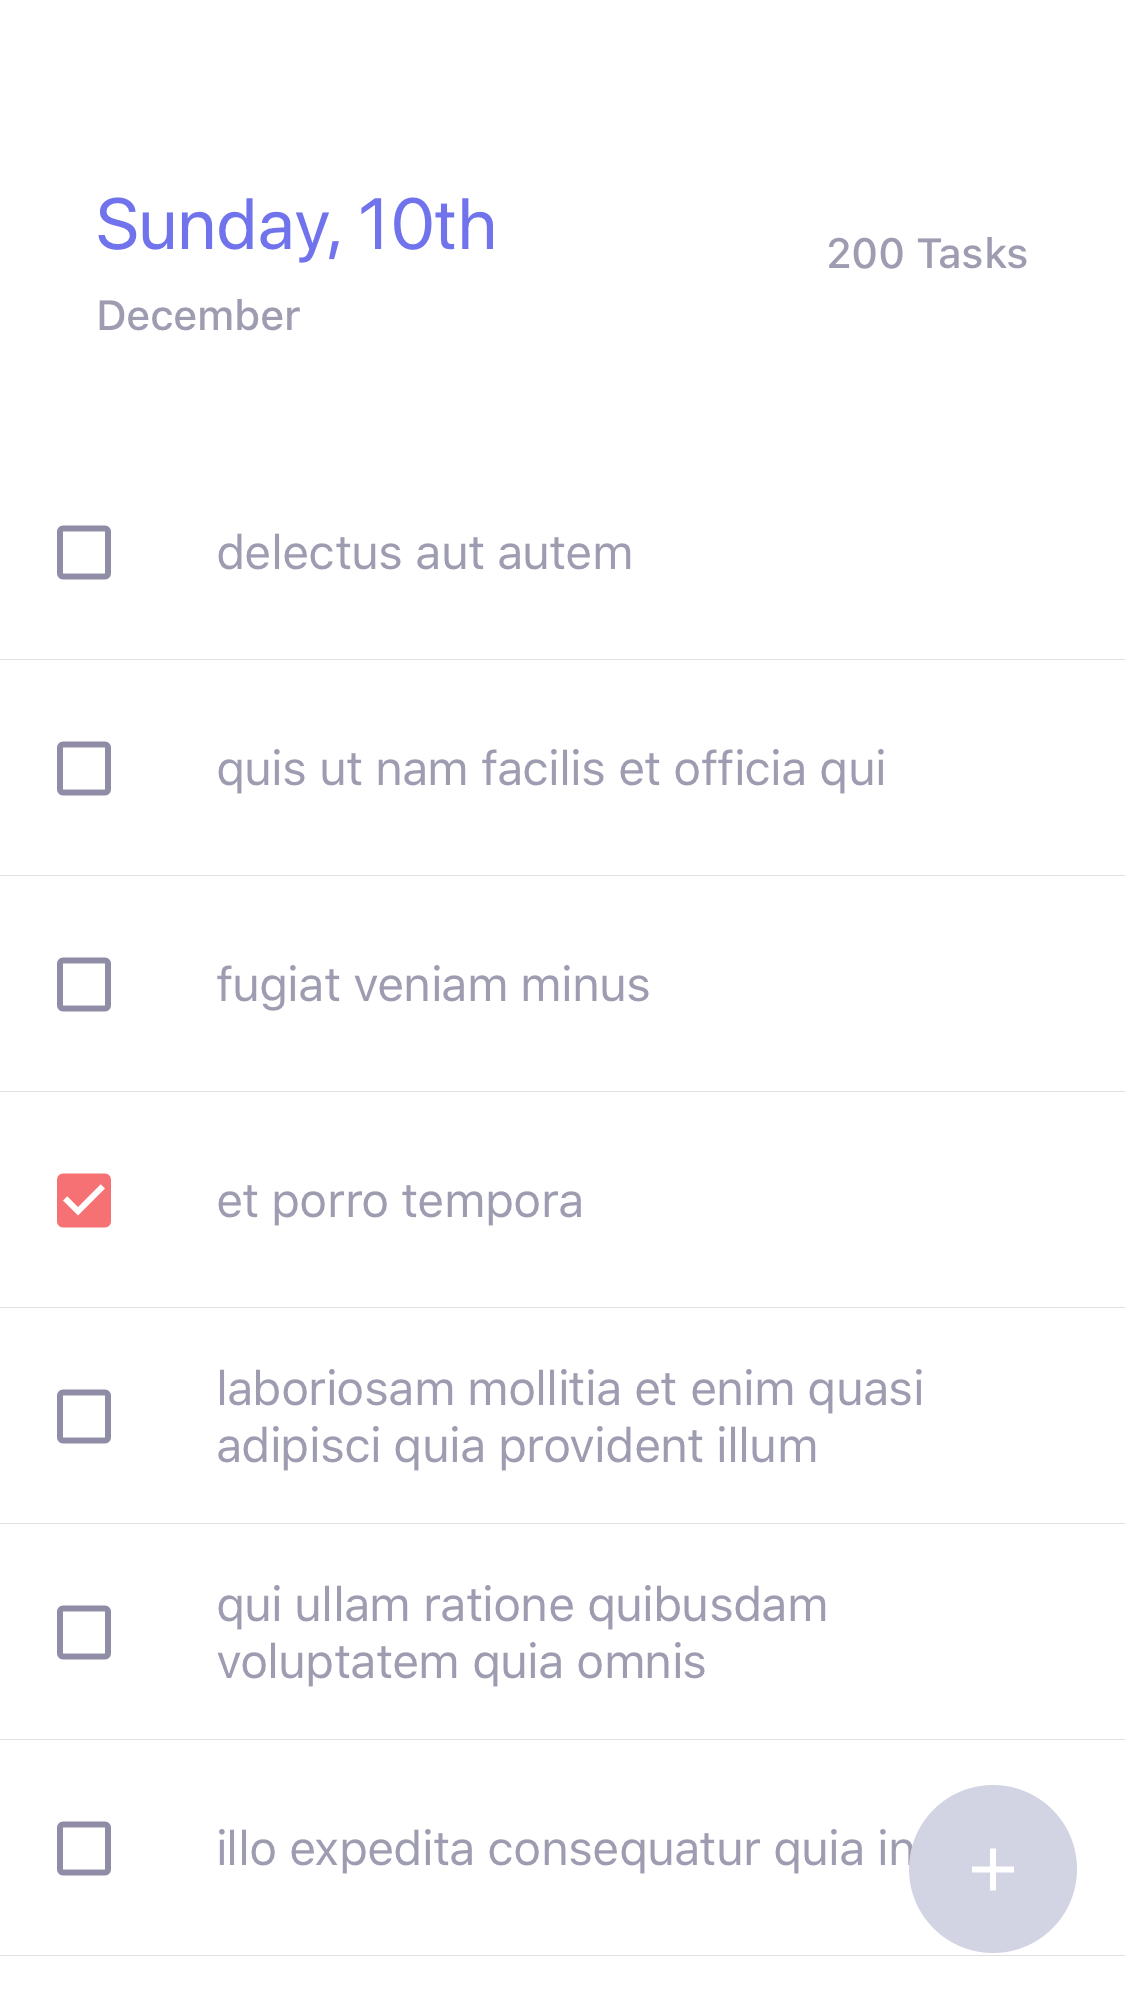 Sunday, 10th
200 Tasks
December
delectus aut autem
quis ut nam facilis et officia qui
fugiat veniam minus
et porro tempora
laboriosam mollitia et enim quasi
adipisci quia provident illum
qui ullam ratione quibusdam
voluptatem quia omnis
illo expedita consequatur quia in
+